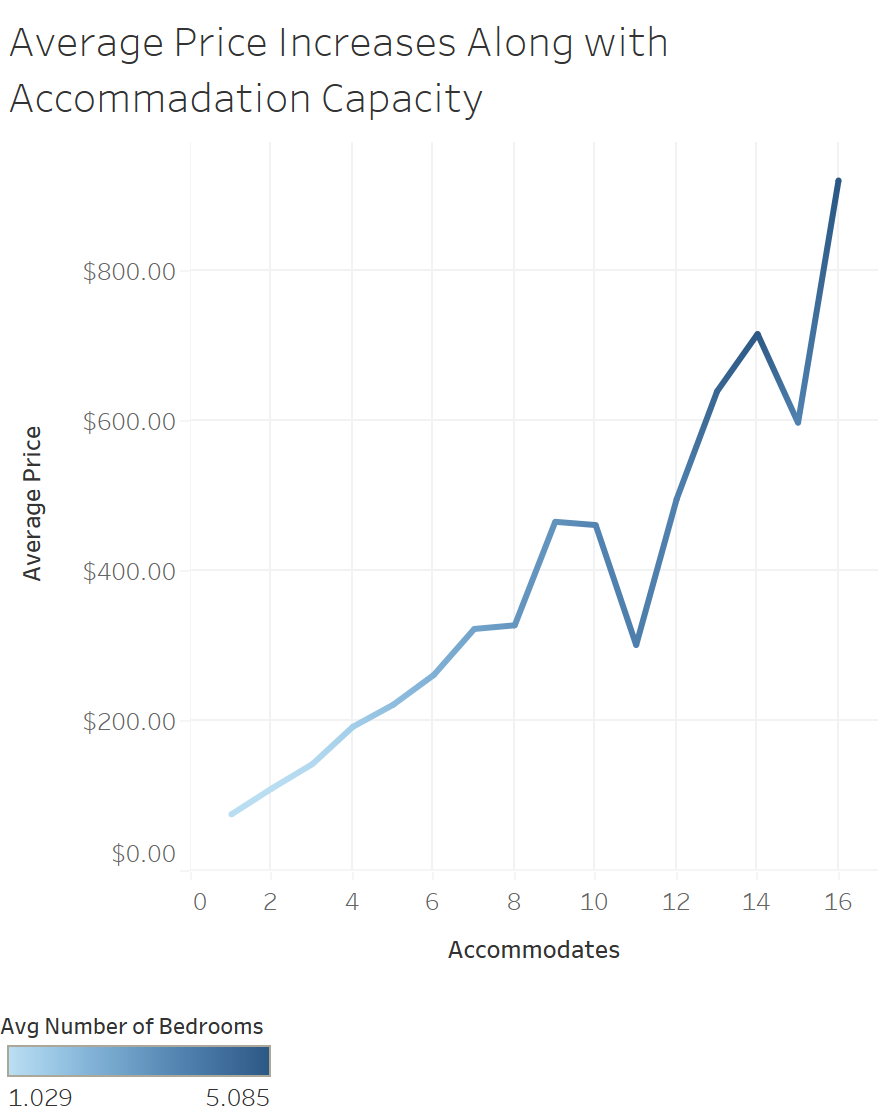 Average Price Increases Along with
Accommadation Capacity
$800.00
$600.00
$400.00
$200.00
$0.00
Average Price
0 2 4 6 8 10 12 14 16
Accommodates
Avg Number of Bedrooms
1.029 5.085